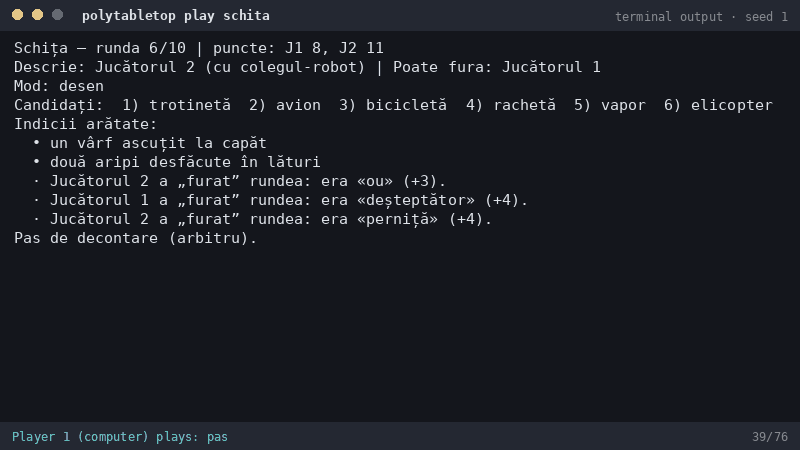 polytabletop play schita
terminal output · seed 1
Schița — runda 6/10 | puncte: J1 8, J2 11
Descrie: Jucătorul 2 (cu colegul-robot) | Poate fura: Jucătorul 1
Mod: desen
Candidați:  1) trotinetă  2) avion  3) bicicletă  4) rachetă  5) vapor  6) elicopter
Indicii arătate:
• un vârf ascuțit la capăt
• două aripi desfăcute în lături
· Jucătorul 2 a „furat” rundea: era «ou» (+3).
· Jucătorul 1 a „furat” rundea: era «deșteptător» (+4).
· Jucătorul 2 a „furat” rundea: era «perniță» (+4).
Pas de decontare (arbitru).
Player 1 (computer) plays: pas
39/76